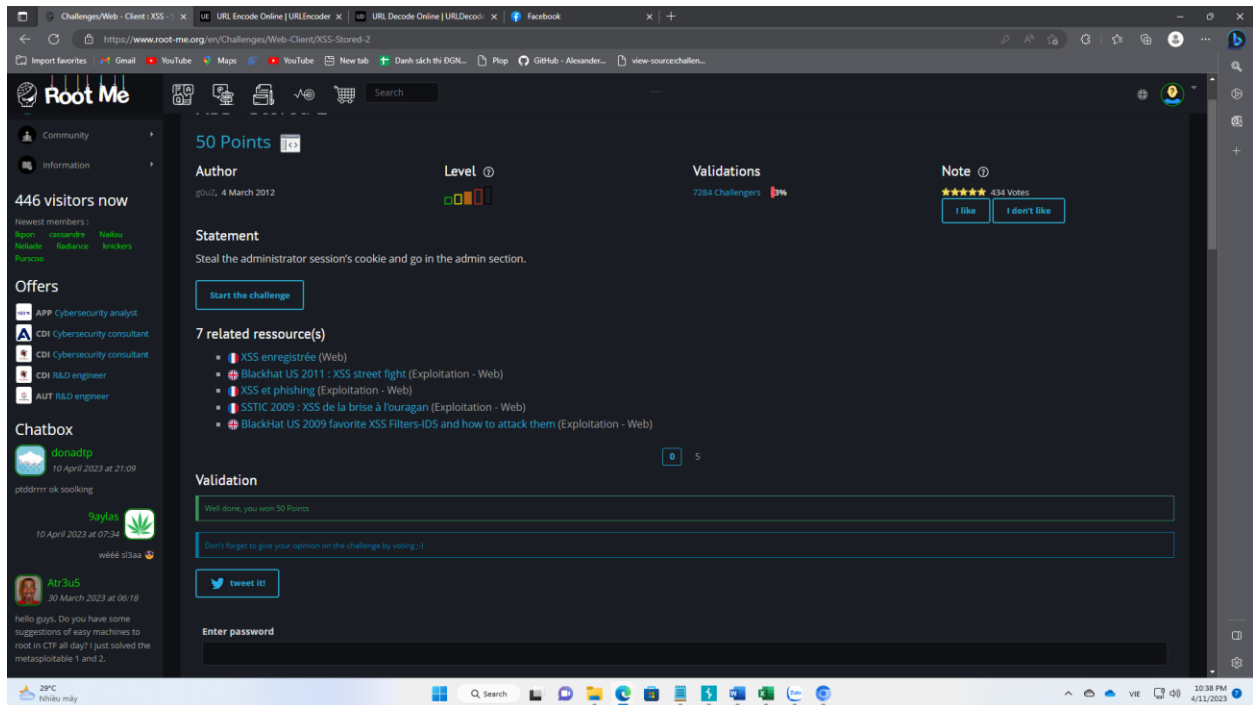 Challenges/Web - Client : XSS - S
URL Encode Online | URLEncoder
URL Decode Online | URLDecod
Facebook
https://www.root-me.org/en/Challenges/Web-Client/XSS-Stored-2
Import favorites
Gmail
YouTube
Maps
YouTube
New tab
Danh sách thi ĐGN...
Plop
GitHub - Alexander...
view-source:challen...
Root Me
Search
Community
Information
446 visitors now
Newest members :
cassandre Nailou
Neliade Radiance knickers
Purscoo
Offers
APP Cybersecurity analyst
CDI Cybersecurity consultant
CDI Cybersecurity consultant
CDI R&D engineer
AUT R&D engineer
Chatbox
donadtp
10 April 2023 at 21:09
ptddrrrr ok soolking
9aylas
10 April 2023 at 07:34
wééé sl3aa
Atr3uS
30 March 2023 at 06:18
hello guys. Do you have some
suggestions of easy machines to
root in CTF all day? I just solved the
metasploitable 1 and 2.
50 Points
Author
g0uZ, 4 March 2012
Level
Validations
7284 Challengers 3%
Note
434 Votes
I like
I don't like
Statement
Steal the administrator session's cookie and go in the admin section.
Start the challenge
7 related ressource(s)
XSS enregistrée (Web)
Blackhat US 2011 : XSS street fight (Exploitation - Web)
XSS et phishing (Exploitation - Web)
SSTIC 2009 : XSS de la brise à l'ouragan (Exploitation - Web)
BlackHat US 2009 favorite XSS Filters-IDS and how to attack them (Exploitation - Web)
0 5
Validation
Well done, you won 50 Points
Don't forget to give your opinion on the challenge by voting ;-)
tweet it!
Enter password
29°C
Nhiều mây
Search
VIE
10:38 PM
4/11/2023